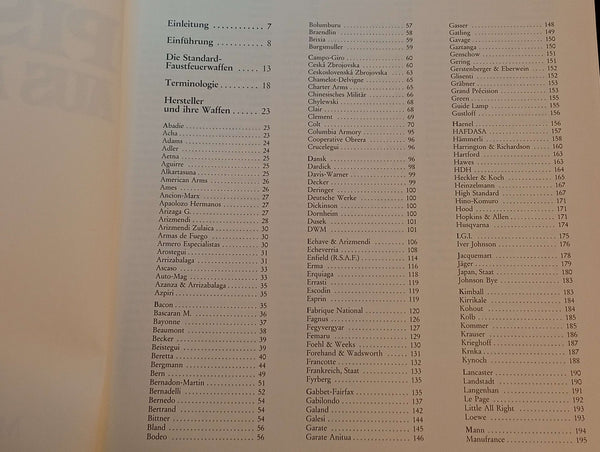 Einleitung ............ 7
Einführung ............ 8
Die Standard-
Faustfeuerwaffen ..... 13
Terminologie .......... 18
Hersteller
und ihre Waffen ...... 23
Abadie ............ 23
Acha ............ 23
Adams ............ 24
Adler ............ 24
Aetna ............ 25
Aguirre ............ 25
Alkartasuna ............ 25
American Arms ............ 26
Ames ............ 26
Ancion-Marx ............ 27
Apaolozo Hermanos ............ 27
Arizaga G. ............ 27
Arizmendi ............ 28
Arizmendi Zulaica ............ 30
Armas de Fuego ............ 30
Armero Especialistas ............ 30
Arostegui ............ 31
Arrizabalaga ............ 31
Ascaso ............ 33
Auto-Mag ............ 33
Azanza & Arrizabalaga ............ 35
Azpiri ............ 35
Bacon ............ 35
Bascaran M. ............ 36
Bayonne ............ 37
Beaumont ............ 38
Becker ............ 39
Beistegui ............ 39
Beretta ............ 40
Bergmann ............ 44
Bern ............ 49
Bernadon-Martin ............ 51
Bernadelli ............ 52
Bernedo ............ 54
Bertrand ............ 54
Bittner ............ 54
Bland ............ 56
Bodeo ............ 56
Bolumburu ............ 57
Braendlin ............ 58
Brixia ............ 59
Burgsmuller ............ 59
Campo-Giro ............ 60
Česká Zbrojovka ............ 60
Ceskoslovenská Zbrojovka ............ 63
Chamelot-Delvigne ............ 65
Charter Arms ............ 65
Chinesisches Militär ............ 66
Chylewski ............ 68
Clair ............ 68
Clement ............ 69
Colt ............ 70
Columbia Armory ............ 95
Cooperative Obrera ............ 96
Crucelegui ............ 96
Dansk ............ 96
Dardick ............ 98
Davis-Warner ............ 99
Decker ............ 99
Deringer ............ 100
Deutsche Werke ............ 100
Dickinson ............ 100
Dornheim ............ 100
Dusek ............ 101
DWM ............ 101
Echave & Arizmendi ............ 106
Echeverria ............ 108
Enfield (R.S.A.F.) ............ 114
Erma ............ 116
Erquiaga ............ 118
Errasti ............ 118
Escodin ............ 119
Esprin ............ 119
Fabrique National ............ 120
Fagnus ............ 126
Fegyvergyar ............ 127
Femaru ............ 129
Foehl & Weeks ............ 130
Forehand & Wadsworth ............ 131
Francotte ............ 132
Frankreich, Staat ............ 133
Fyrberg ............ 135
Gabbet-Fairfax ............ 135
Gabilondo ............ 137
Galand ............ 142
Galesi ............ 144
Garate ............ 145
Garate Anitua ............ 146
Gasser ............ 148
Gatling ............ 149
Gavage ............ 150
Gaztanaga ............ 150
Genschow ............ 151
Gering ............ 151
Gerstenberger & Eberwein ............ 152
Glisenti ............ 152
Gräbner ............ 153
Grand Précision ............ 153
Green ............ 155
Guide Lamp ............ 155
Gustloff ............ 156
Haenel ............ 156
HAFDASA ............ 157
Hämmerli ............ 158
Harrington & Richardson ............ 160
Hartford ............ 163
Hawes ............ 163
HDH ............ 164
Heckler & Koch ............ 165
Heinzelmann ............ 167
High Standard ............ 167
Hino-Komuro ............ 167
Hood ............ 171
Hopkins & Allen ............ 171
Husqvarna ............ 174
I.G.I. ............ 175
Iver Johnson ............ 176
Jacquemart ............ 178
Jäger ............ 179
Japan, Staat ............ 180
Johnson Bye ............ 183
Kimball ............ 183
Kirrikale ............ 184
Kohout ............ 184
Kolb ............ 185
Kommer ............ 185
Krauser ............ 186
Krieghoff ............ 187
Krnka ............ 187
Kynoch ............ 188
Lancaster ............ 190
Landstadt ............ 190
Langenhan ............ 191
Le Page ............ 192
Little All Right ............ 193
Loewe ............ 193
Mann ............ 194
Manufrance ............ 195